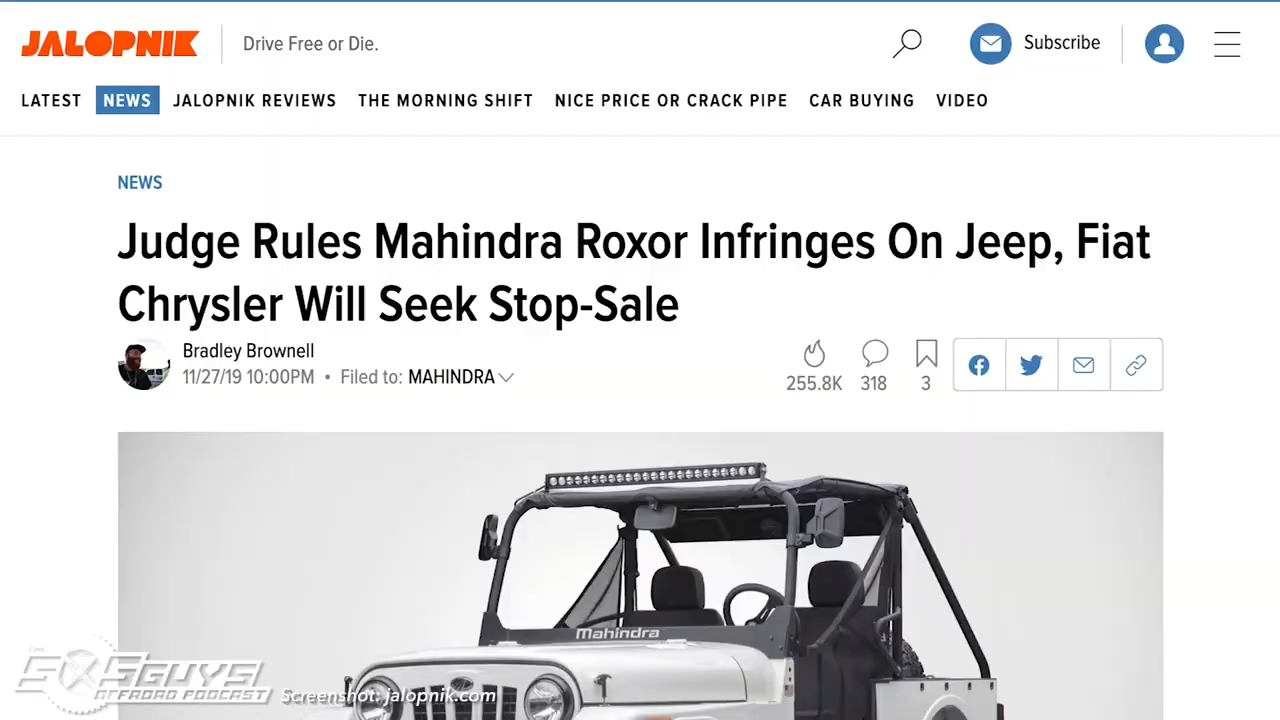 JALOPNIK
Drive Free or Die.
Subscribe
LATEST NEWS JALOPNIK REVIEWS THE MORNING SHIFT NICE PRICE OR CRACK PIPE CAR BUYING VIDEO
NEWS
Judge Rules Mahindra Roxor Infringes On Jeep, Fiat
Chrysler Will Seek Stop-Sale
Bradley Brownell
11/27/19 10:00PM • Filed to: MAHINDRA
255.8K 318 3
Mahindra
GUYS
OFFROAD PODCAST
Screenshot: jalopnik.com